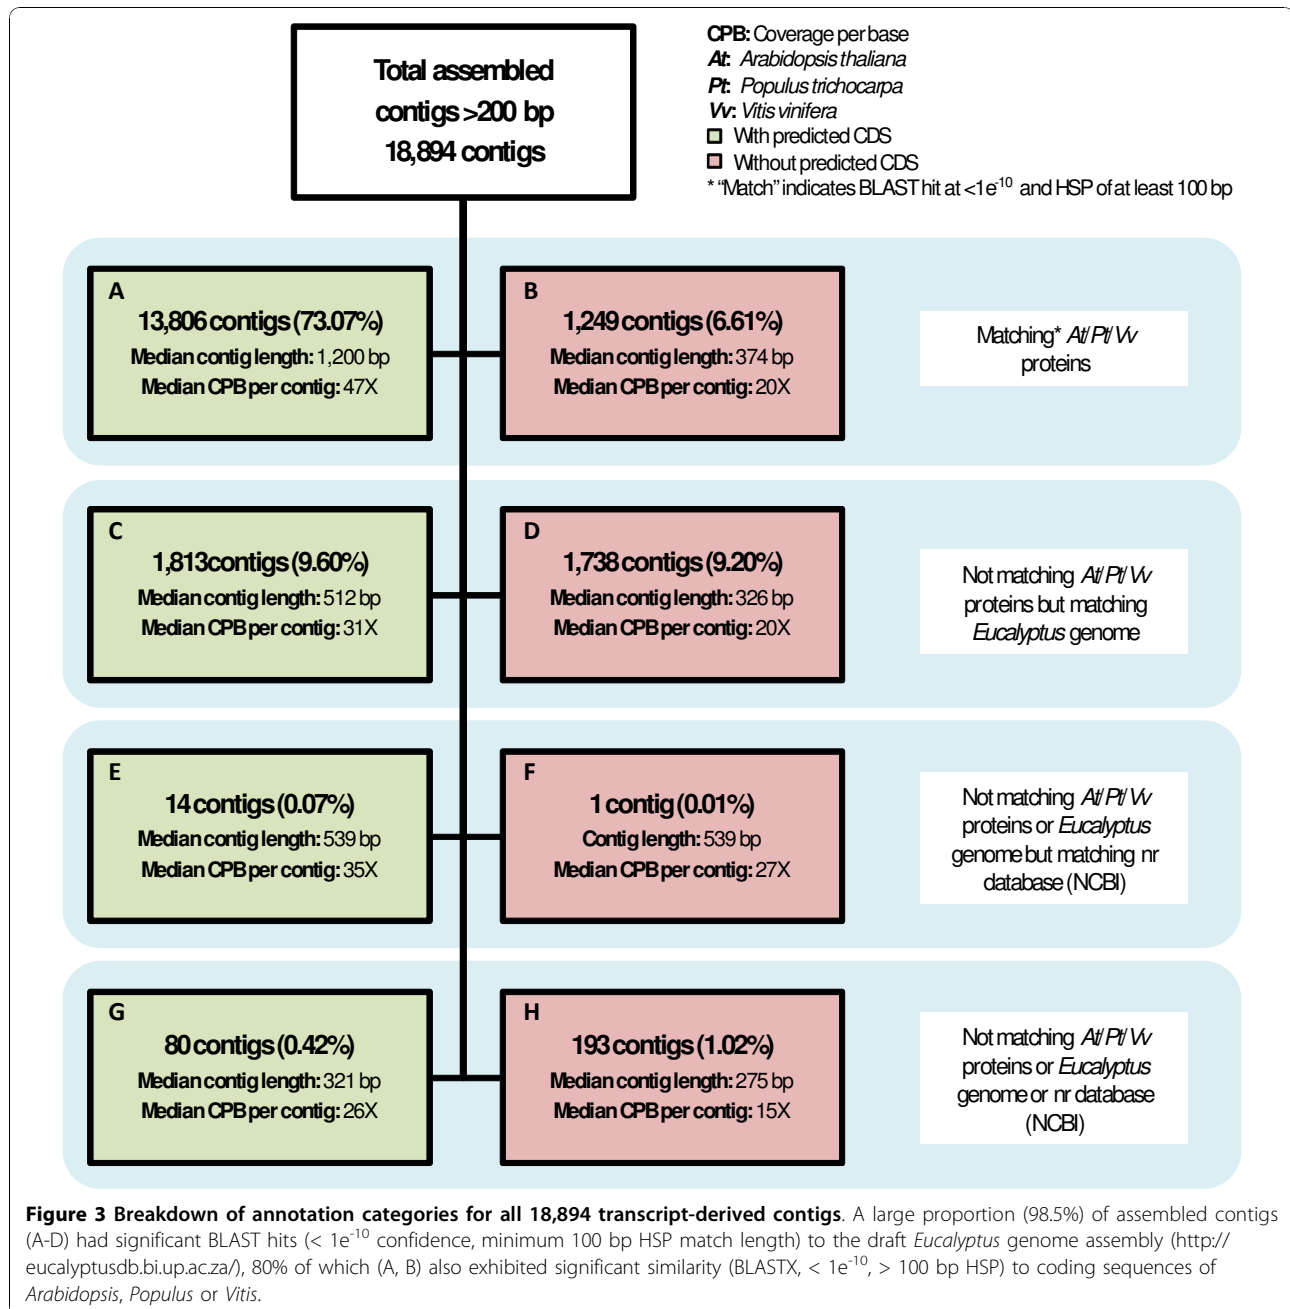 Total assembled
contigs >200 bp
18,894 contigs
CPB: Coverage per base
At: Arabidopsis thaliana
Pt: Populus trichocarpa
Vv: Vitis vinifera
With predicted CDS
Without predicted CDS
* "Match" indicates BLAST hit at <1e-10 and HSP of at least 100 bp
A
13,806 contigs (73.07%)
Median contig length: 1,200 bp
Median CPB per contig: 47X
B
1,249 contigs (6.61%)
Median contig length: 374 bp
Median CPB per contig: 20X
Matching* At/Pt/Vv
proteins
C
1,813contigs (9.60%)
Median contig length: 512 bp
Median CPB per contig: 31X
D
1,738 contigs (9.20%)
Median contig length: 326 bp
Median CPB per contig: 20X
Not matching At/Pt/Vv
proteins but matching
Eucalyptus genome
E
14 contigs (0.07%)
Median contig length: 539 bp
Median CPB per contig: 35X
F
1 contig (0.01%)
Contig length: 539 bp
Median CPB per contig: 27X
Not matching At/Pt/Vv
proteins or Eucalyptus
genome but matching nr
database (NCBI)
G
80 contigs (0.42%)
Median contig length: 321 bp
Median CPB per contig: 26X
H
193 contigs (1.02%)
Median contig length: 275 bp
Median CPB per contig: 15X
Not matching At/Pt/Vv
proteins or Eucalyptus
genome or nr database
(NCBI)
Figure 3 Breakdown of annotation categories for all 18,894 transcript-derived contigs. A large proportion (98.5%) of assembled contigs
(A-D) had significant BLAST hits (< 1e-10 confidence, minimum 100 bp HSP match length) to the draft Eucalyptus genome assembly (http://
eucalyptusdb.bi.up.ac.za/), 80% of which (A, B) also exhibited significant similarity (BLASTX, < 1e-10, > 100 bp HSP) to coding sequences of
Arabidopsis, Populus or Vitis.